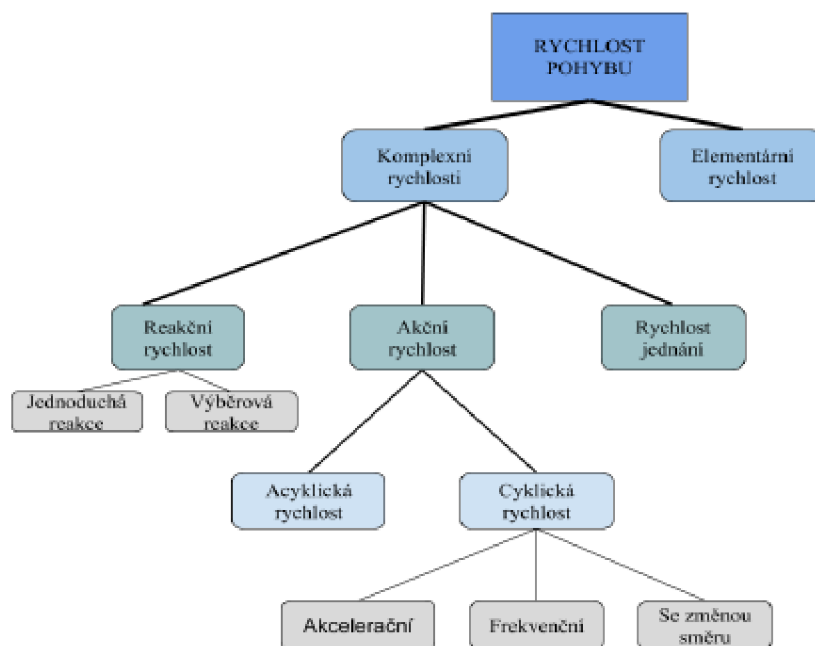 RYCHLOST
POHYBU
Komplexní
rychlosti
Elementární
rychlost
Reakční
rychlost
Akční
rychlost
Rychlost
jednání
Jednoduchá
reakce
Výběrová
reakce
Acyklická
rychlost
Cyklická
rychlost
Akcelerační
Frekvenční
Se změnou
směru